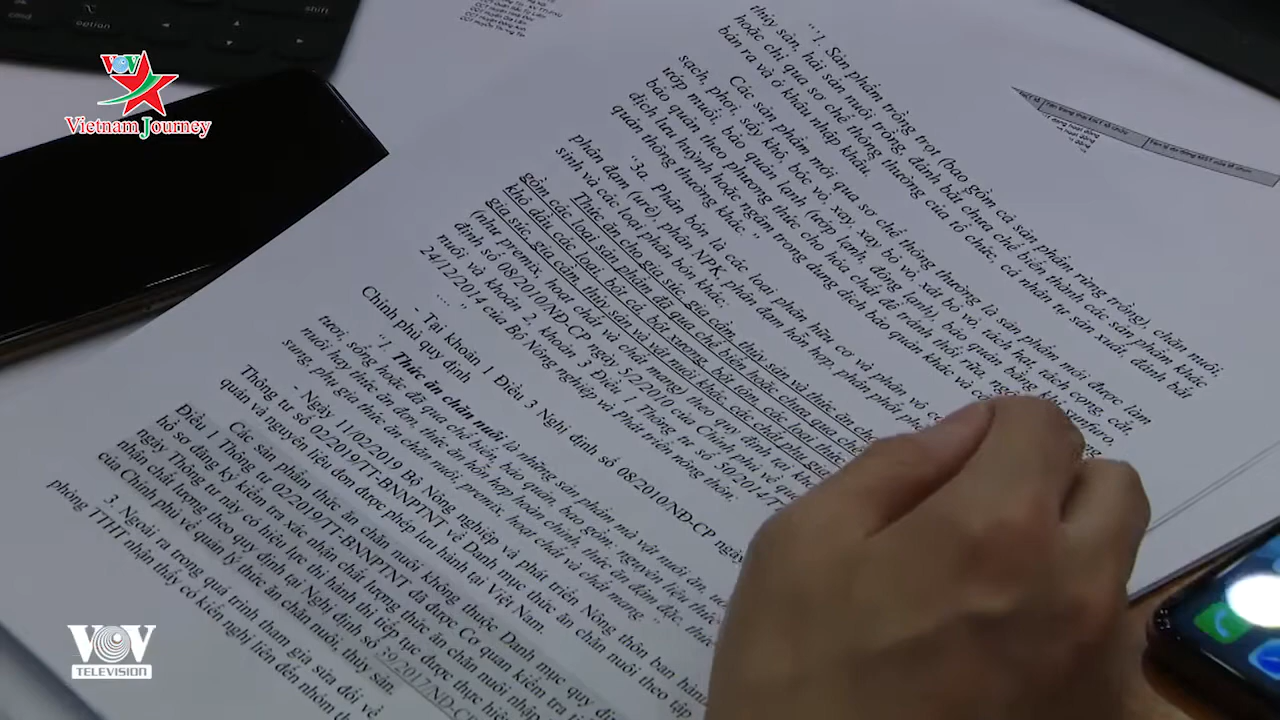 shift
cmd
option
VOV
Vietnam Journey
"1. Sản phẩm trồng trọt (bao gồm cả sản phẩm rừng trồng), chăn nuôi,
thủy sản, hải sản nuôi trồng, đánh bắt chưa chế biến thành các sản phẩm khác
hoặc chỉ qua sơ chế thông thường của tổ chức, cá nhân tự sản xuất, đánh bắt
bán ra và ở khâu nhập khẩu.
Các sản phẩm mới qua sơ chế thông thường là sản phẩm mới được làm
sạch, phơi, sấy khô, bóc vỏ, xay, xay bỏ vỏ, xát bỏ vỏ, tách hạt, tách cọng, cắt,
ướp muối, bảo quản lạnh (ướp lạnh, đông lạnh), bảo quản bằng khí sunfuro,
bảo quản theo phương thức cho hóa chất để tránh thối rữa, ngâm
dịch lưu huỳnh hoặc ngâm trong dung dịch bảo quản khác và
quản thông thường khác."
"3a. Phân bón là các loại phân hữu cơ và phân vô
phân đạm (urê), phân NPK, phân đạm hỗn hợp, phân phốt
sinh và các loại phân bón khác.
Thức ăn cho gia súc, gia cầm, thủy sản và thức ăn
gồm các loại sản phẩm đã qua chế biến hoặc chưa
khô dầu các loại, bột cá, bột xương, bột tôm, các loại
gia súc, gia cầm, thủy sản và vật nuôi khác, các chất phụ gia
(như premix, hoạt chất và chất mang) theo quy định tại
định số 08/2010/NĐ-CP ngày 5/2/2010 của Chính phủ về
nuôi và khoản 2, khoản 3 Điều 1 Thông tư số 50/2014/
24/12/2014 của Bộ Nông nghiệp và Phát triển nông thôn.
..."
- Tại khoản 1 Điều 3 Nghị định số 08/2010/NĐ-CP ngày
Chính phủ quy định
"1. Thức ăn chăn nuôi là những sản phẩm mà vật nuôi ăn,
tươi, sống hoặc đã qua chế biến, bảo quản, bao gồm: nguyên liệu thức
nuôi hay thức ăn đơn, thức ăn hỗn hợp hoàn chỉnh, thức ăn đậm đặc, thức
sung, phụ gia thức ăn chăn nuôi, premix, hoạt chất và chất mang."
- Ngày 11/02/2019 Bộ Nông nghiệp và phát triển Nông thôn ban hành
Thông tư số 02/2019/TT-BNNPTNT về Danh mục thức ăn chăn nuôi theo tập
quán và nguyên liệu đơn được phép lưu hành tại Việt Nam.
Các sản phẩm thức ăn chăn nuôi không thuộc Danh mục quy
Điều 1 Thông tư 02/2019/TT-BNNPTNT đã được Cơ quan kiểm tra
hồ sơ đăng ký kiểm tra xác nhận chất lượng thức ăn chăn nuôi nhập
ngày Thông tư này có hiệu lực thi hành thì tiếp tục được thực hiện
nhận chất lượng theo quy định tại Nghị định số 39/2017/NĐ-CP
của Chính phủ về quản lý thức ăn chăn nuôi, thủy sản.
3. Ngoài ra trong quá trình tham gia sửa đổi về
phòng TTHT nhận thấy có kiến nghị liên đến nhóm
VOV
TELEVISION